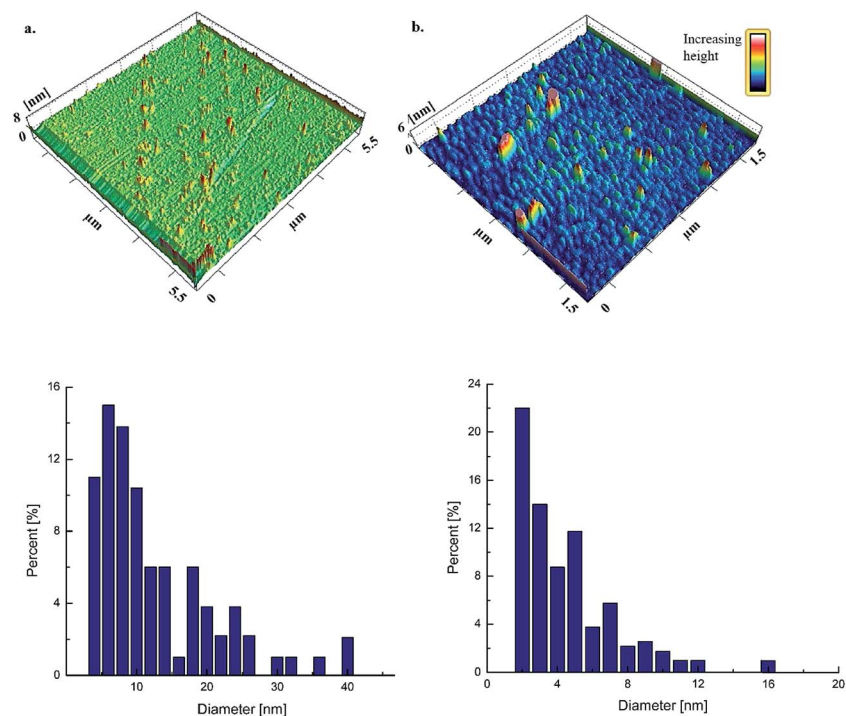 a.
8 [nm]
0
5.5
µm
µm
5.5
0
b.
Increasing
height
6 /[nm]
0
1.5
µm
µm
1.5
0
16
12
8
4
0
Percent [%]
10
20
30
40
Diameter [nm]
24
20
16
12
8
4
0
Percent [%]
0
4
8
12
16
20
Diameter [nm]